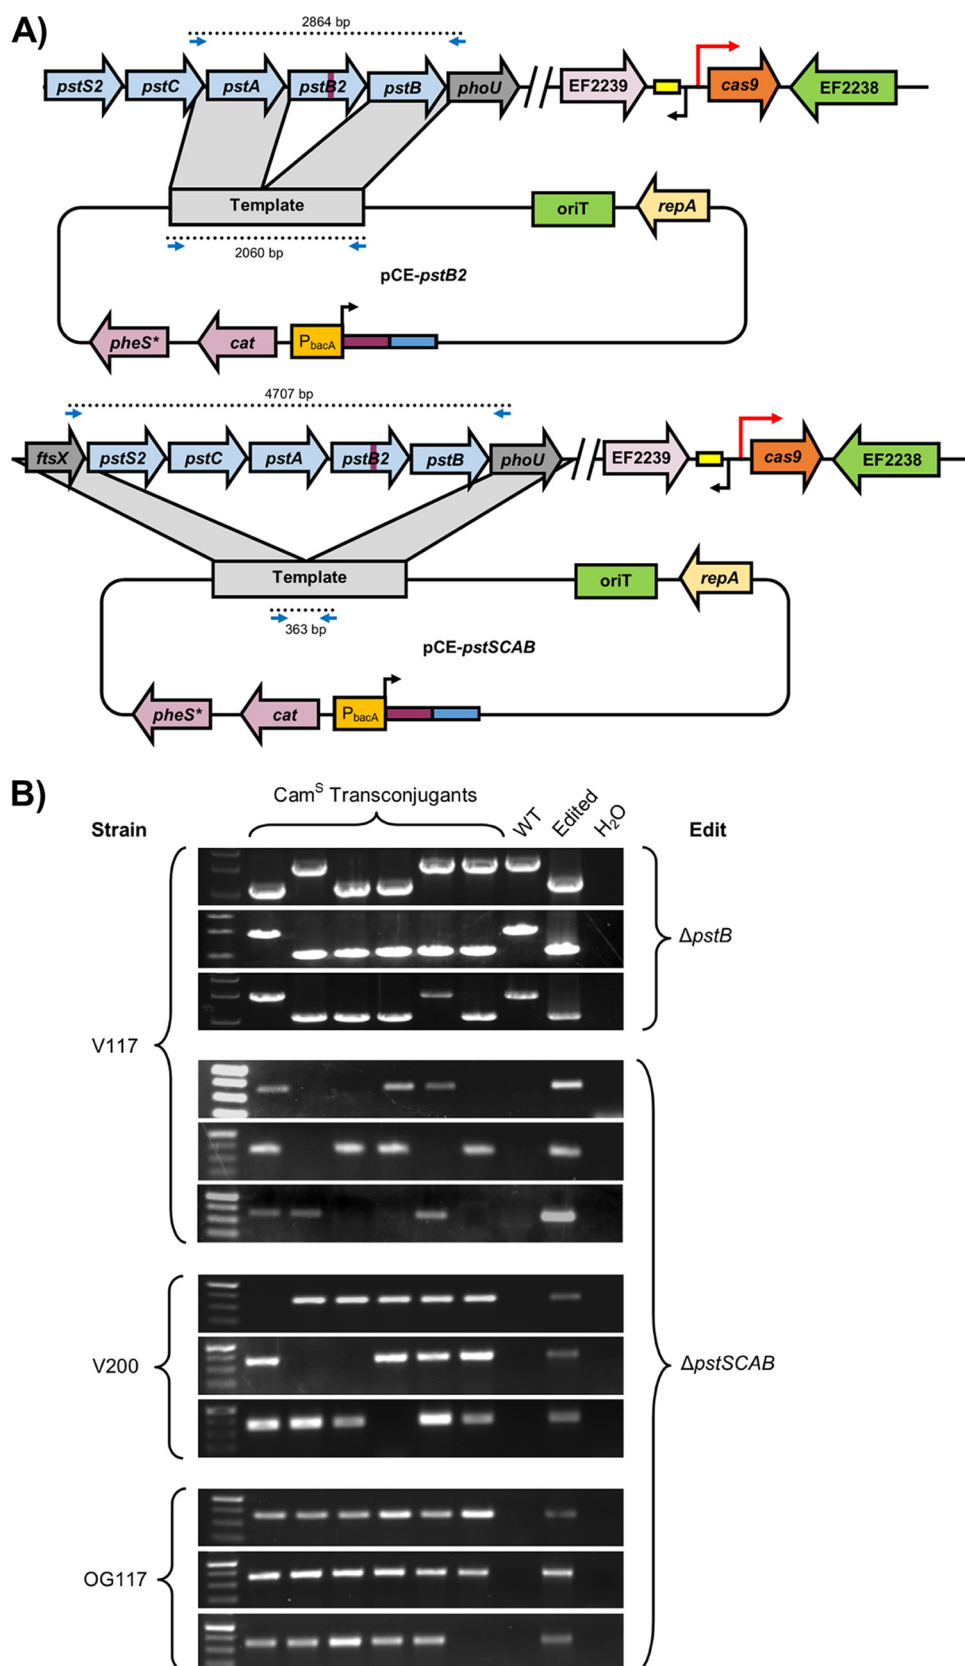 A)
2864 bp
pstS2 pstC pstA pstB2 pstB phoU EF2239 cas9 EF2238
Template oriT repA
2060 bp
pCE-pstB2
pheS* cat PbacA
4707 bp
ftsX pstS2 pstC pstA pstB2 pstB phoU EF2239 cas9 EF2238
Template oriT repA
363 bp
pCE-pstSCAB
pheS* cat PbacA
B)
CamS Transconjugants WT Edited H2O
Strain Edit
ΔpstB
V117
V200 ΔpstSCAB
OG117